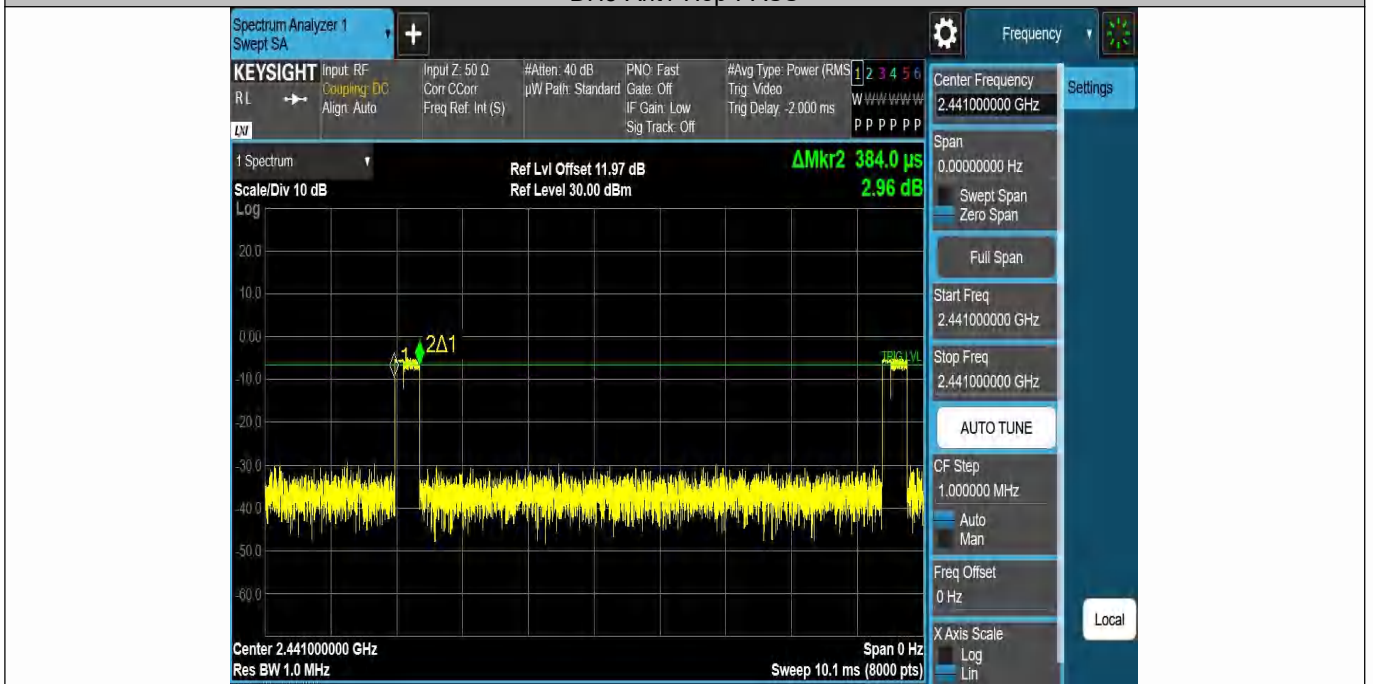 Spectrum Analyzer 1
Swept SA
+
Frequency
KEYSIGHT
RL
LXI
Input: RF
Coupling: DC
Align: Auto
Input Z: 50 Ω
Corr CCorr
Freq Ref: Int (S)
#Atten: 40 dB
µW Path: Standard
PNO: Fast
Gate: Off
IF Gain: Low
Sig Track: Off
#Avg Type: Power (RMS
Trig: Video
Trig Delay: -2.000 ms
1 2 3 4 5 6
W W W W W W
P P P P P P
Center Frequency
2.441000000 GHz
Settings
1 Spectrum
Ref Lvl Offset 11.97 dB
ΔMkr2 384.0 µs
Scale/Div 10 dB
Ref Level 30.00 dBm
2.96 dB
Log
20.0
10.0
0.00
-10.0
-20.0
-30.0
-40.0
-50.0
-60.0
1
2Δ1
TRIG LVL
Center 2.441000000 GHz
Span 0 Hz
Res BW 1.0 MHz
Sweep 10.1 ms (8000 pts)
Span
0.00000000 Hz
Swept Span
Zero Span
Full Span
Start Freq
2.441000000 GHz
Stop Freq
2.441000000 GHz
AUTO TUNE
CF Step
1.000000 MHz
Auto
Man
Freq Offset
0 Hz
X Axis Scale
Log
Lin
Local